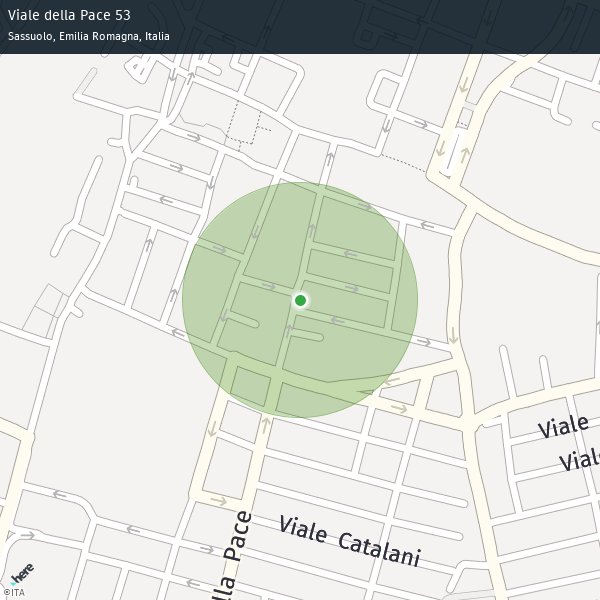 Viale della Pace 53
Sassuolo, Emilia Romagna, Italia
Viale
Viale
Viale Catalani
lla Pace
here
©ITA